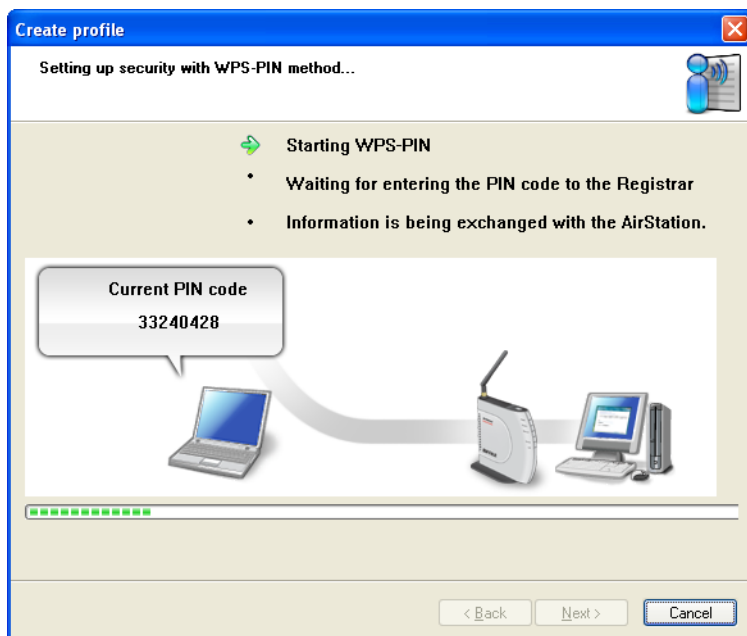 Create profile
Setting up security with WPS-PIN method...
Starting WPS-PIN
• Waiting for entering the PIN code to the Registrar
• Information is being exchanged with the AirStation.
Current PIN code
33240428
< Back Next > Cancel